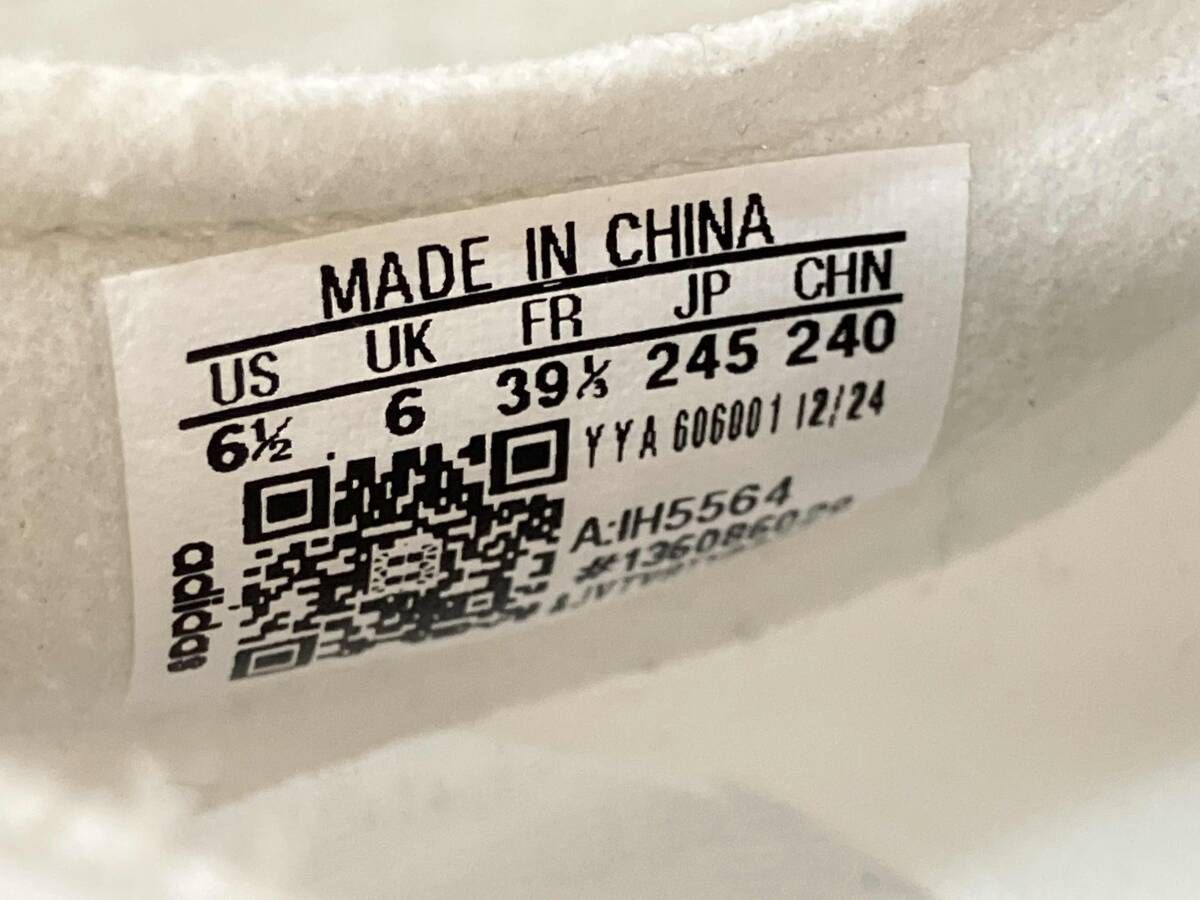 MADE IN CHINA
US UK FR JP CHN
6½ 6 39⅓ 245 240
YYA 606001 12/24
A:IH5564
adidas